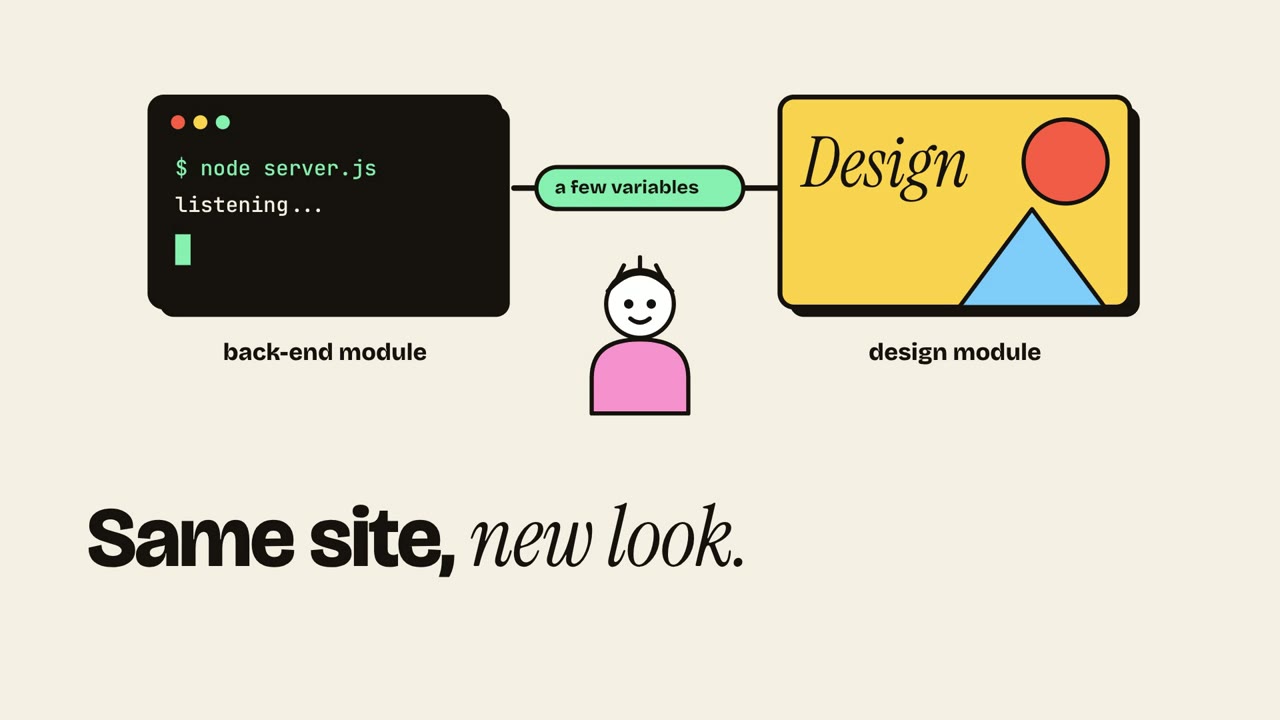 $ node server.js
listening...
a few variables
Design
back-end module
design module
Same site, new look.